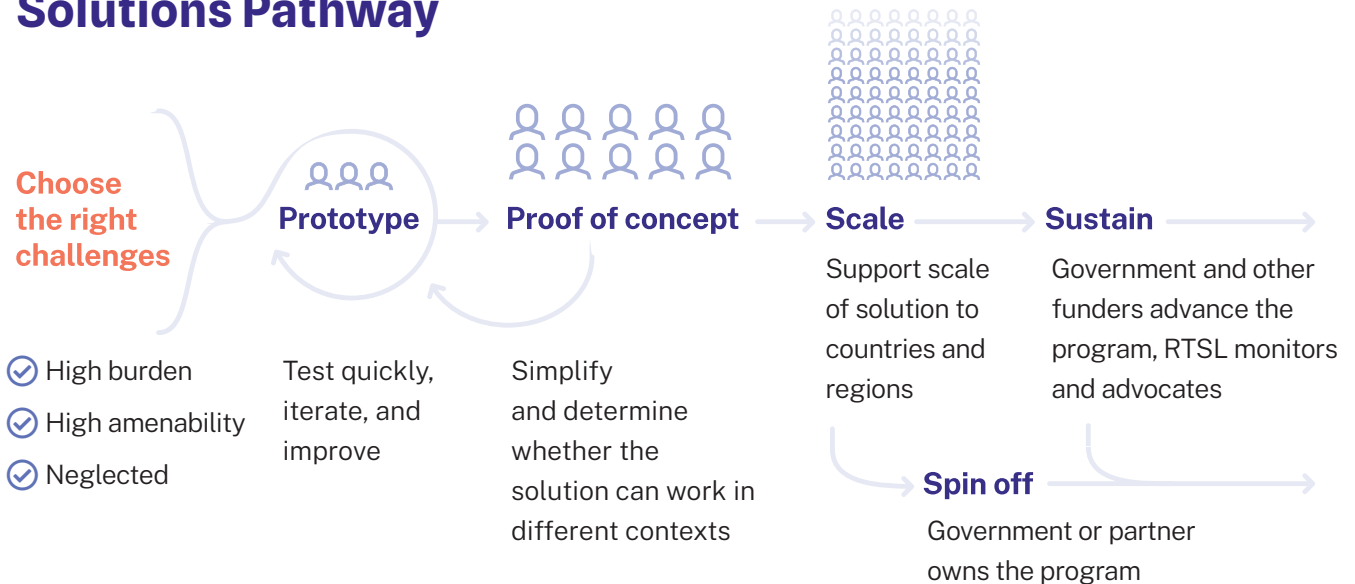 Solutions Pathway
Choose
the right
challenges
High burden
High amenability
Neglected
Prototype
Test quickly,
iterate, and
improve
Proof of concept
Simplify
and determine
whether the
solution can work in
different contexts
Scale
Support scale
of solution to
countries and
regions
Sustain
Government and other
funders advance the
program, RTSL monitors
and advocates
Spin off
Government or partner
owns the program